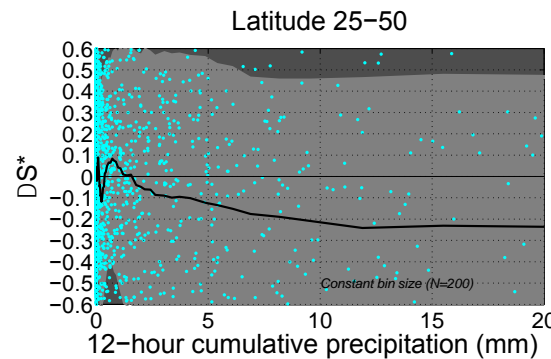 Latitude 25−50
0.6
0.5
0.4
0.3
0.2
0.1
0
−0.1
−0.2
−0.3
−0.4
−0.5
−0.6
DS*
Constant bin size (N=200)
0 5 10 15 20
12−hour cumulative precipitation (mm)